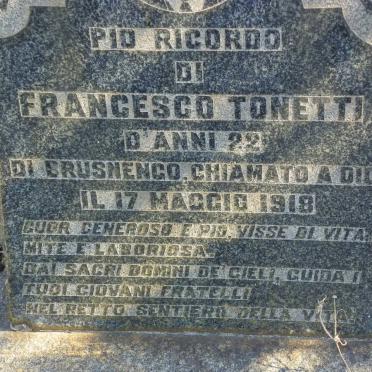 PIO RICORDO
DI
FRANCESCO TONETTI
D'ANNI 22
DI CRUSNENGO, CHIAMATO A DIO
IL 17 MAGGIO 1918
CUOR GENEROSO E PIO, VISSE DI VITA
MITE E LABORIOSA.
DAI SACRI DOMINI DE CIELI, GUIDA I
TUOI GIOVANI FRATELLI
NEL RETTO SENTIERO DELLA VITA